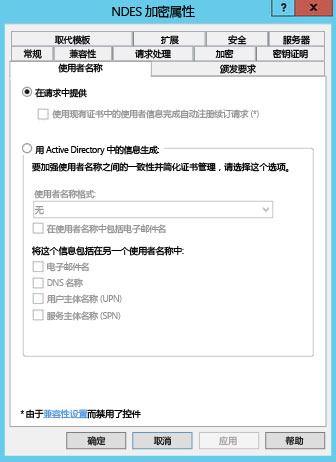 NDES 加密属性
取代模板 扩展 安全 服务器
常规 兼容性 请求处理 加密 密钥证明
使用者名称 颁发要求
在请求中提供
使用现有证书中的使用者信息完成自动注册续订请求 (*)
用 Active Directory 中的信息生成:
要加强使用者名称之间的一致性并简化证书管理，请选择这个选项。
使用者名称格式:
无
在使用者名称中包括电子邮件名
将这个信息包括在另一个使用者名称中:
电子邮件名
DNS 名称
用户主体名称 (UPN)
服务主体名称 (SPN)
* 由于兼容性设置而禁用了控件
确定 取消 应用 帮助